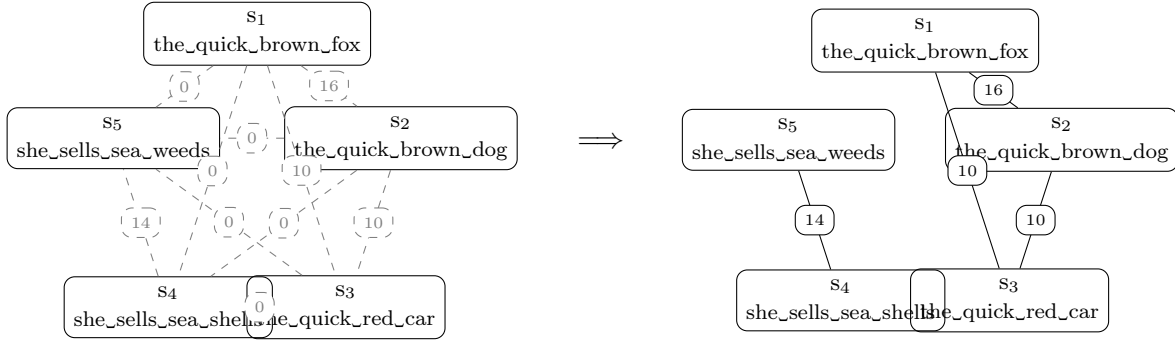 s1
the_quick_brown_fox
0
16
s5
she_sells_sea_weeds
0
s2
the_quick_brown_dog
0
10
14
0
0
10
s4
she_sells_sea_shells
0
s3
the_quick_red_car
⟹
s1
the_quick_brown_fox
16
s5
she_sells_sea_weeds
s2
the_quick_brown_dog
10
14
10
s4
she_sells_sea_shells
s3
the_quick_red_car